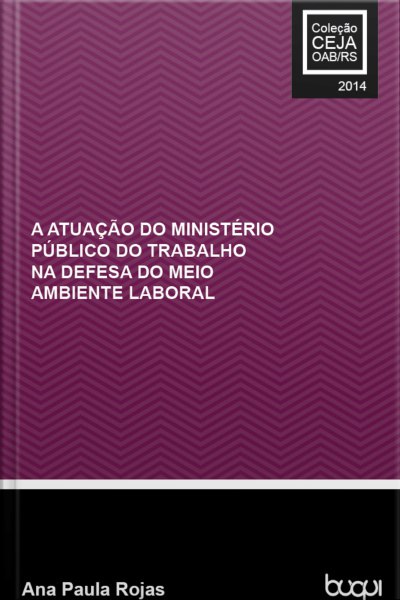 Coleção
CEJA
OAB/RS
2014
A ATUAÇÃO DO MINISTÉRIO
PÚBLICO DO TRABALHO
NA DEFESA DO MEIO
AMBIENTE LABORAL
Ana Paula Rojas
buqui